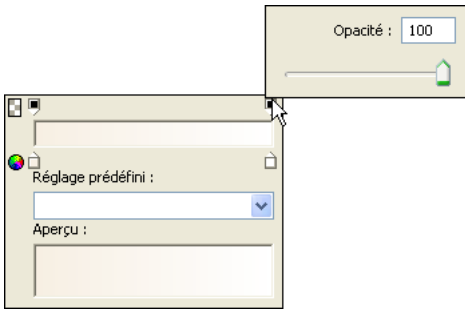 Opacité : 100
Réglage prédéfini :
Aperçu :